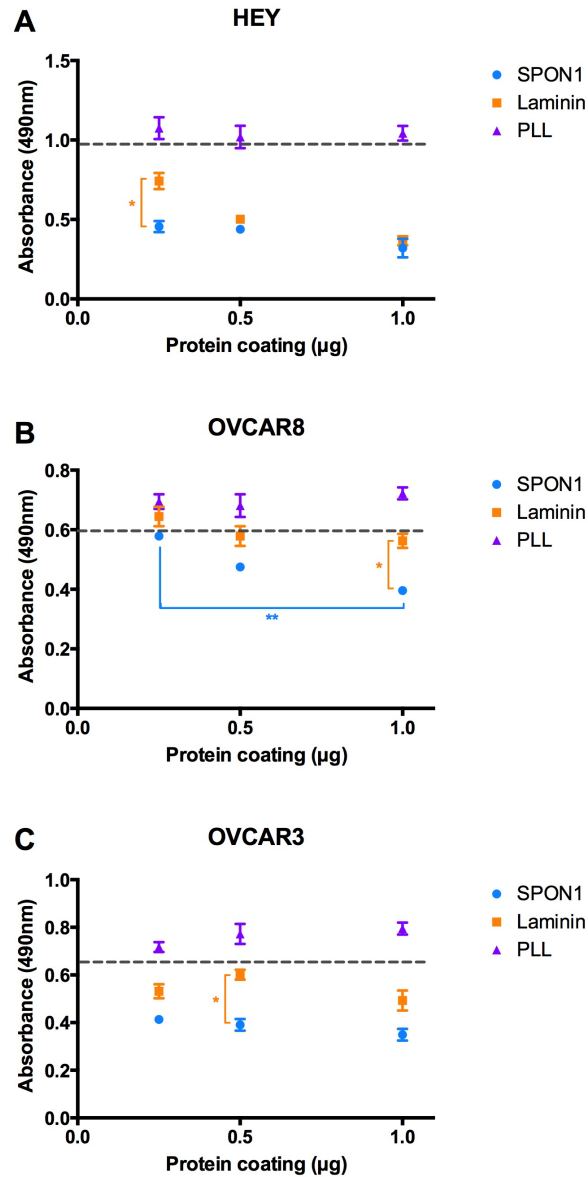 A
HEY
Absorbance (490nm)
1.5
1.0
0.5
0.0
0.0
0.5
1.0
Protein coating (µg)
SPON1
Laminin
PLL
*
B
OVCAR8
Absorbance (490nm)
0.8
0.6
0.4
0.2
0.0
0.0
0.5
1.0
Protein coating (µg)
SPON1
Laminin
PLL
*
**
C
OVCAR3
Absorbance (490nm)
1.0
0.8
0.6
0.4
0.2
0.0
0.0
0.5
1.0
Protein coating (µg)
SPON1
Laminin
PLL
*